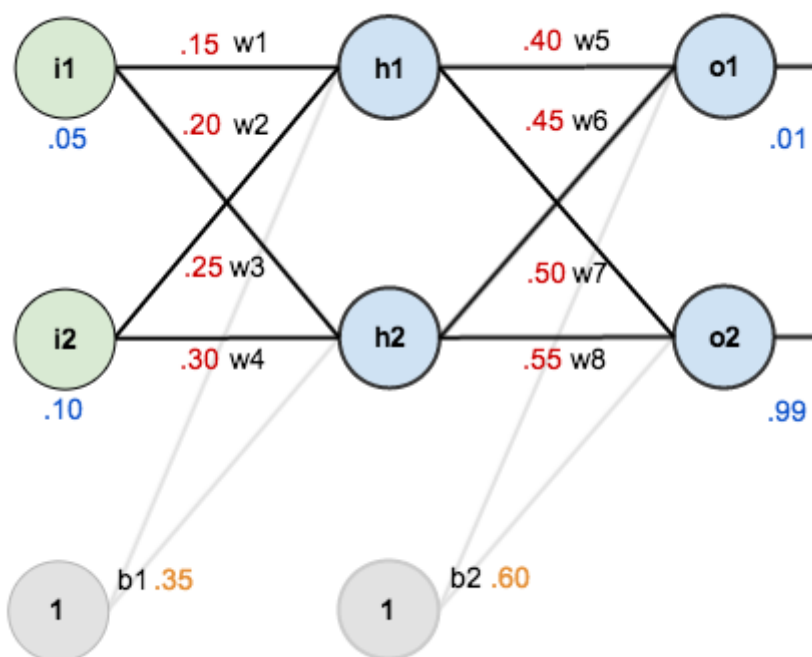 .15 w1
.40 w5
i1
h1
o1
.20 w2
.45 w6
.05
.01
.25 w3
.50 w7
i2
h2
o2
.30 w4
.55 w8
.10
.99
b1 .35
b2 .60
1
1